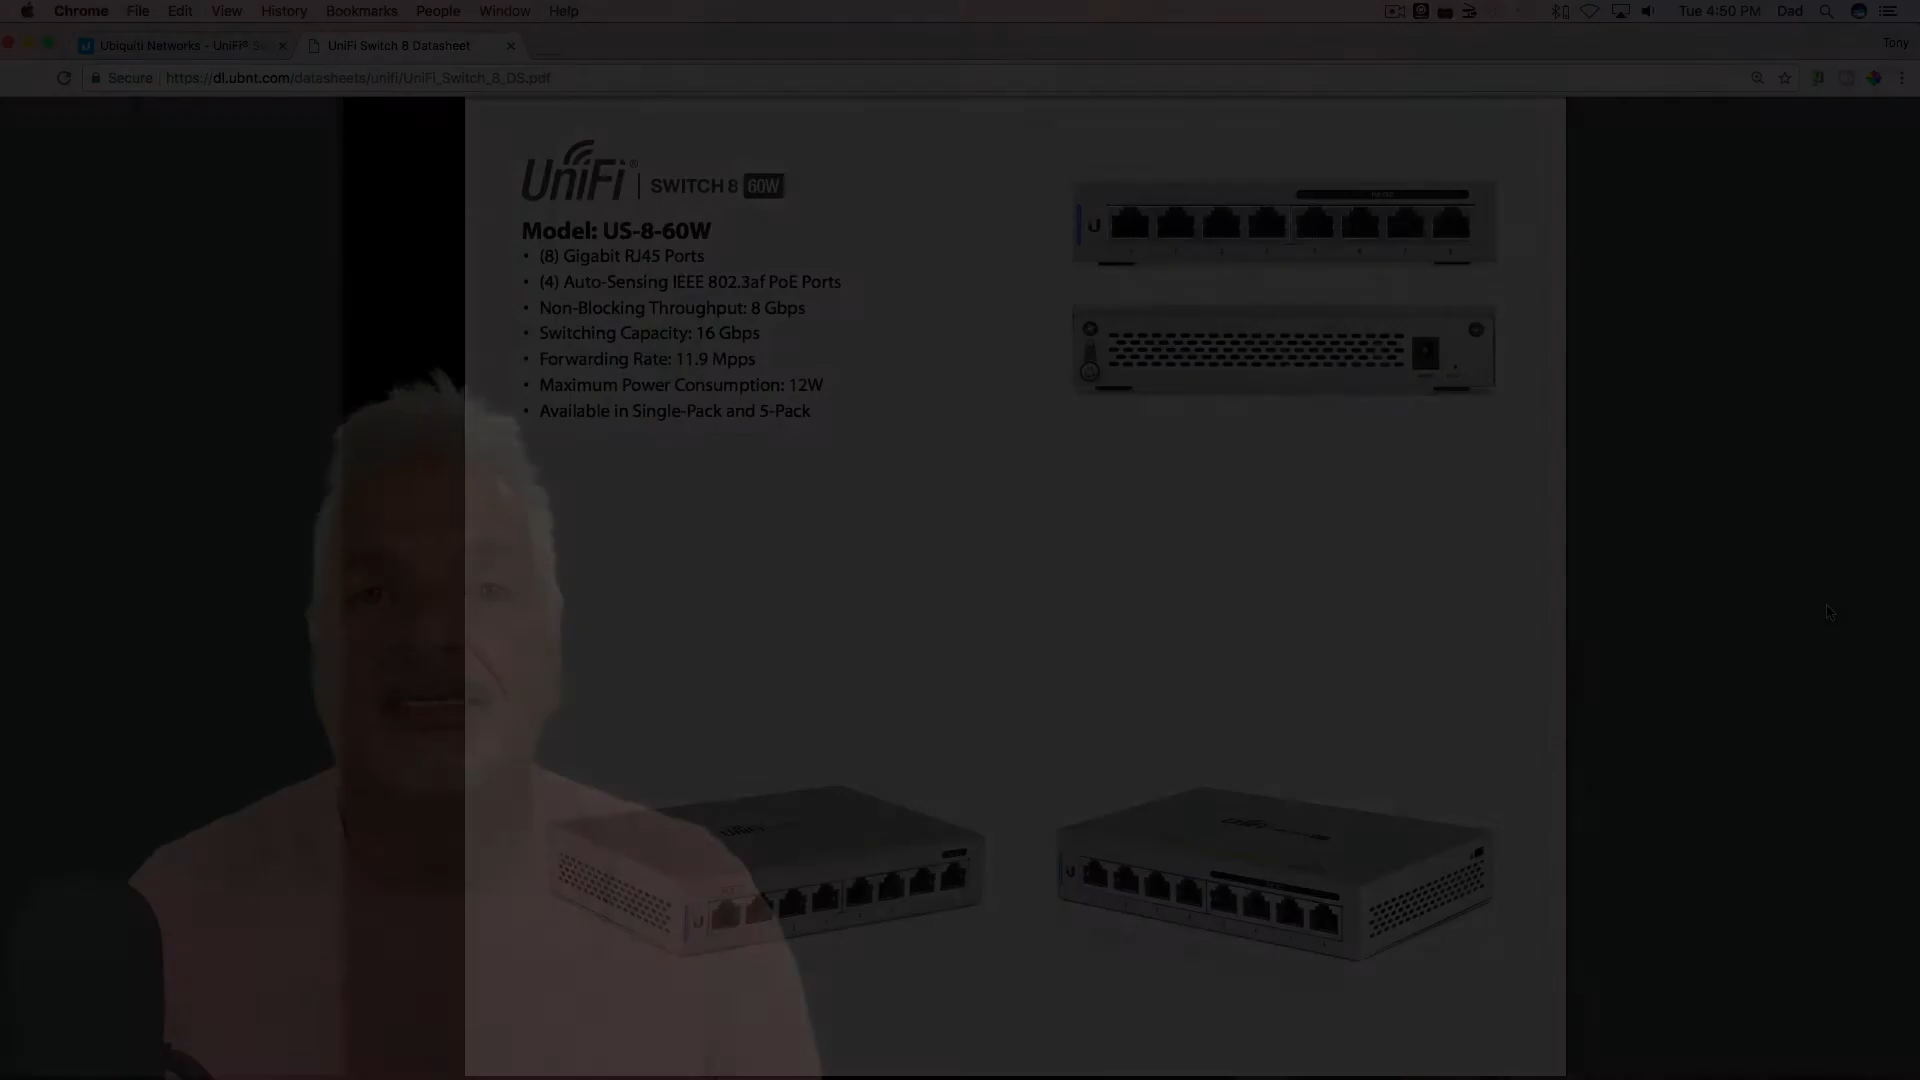 Chrome File Edit View History Bookmarks People Window Help Tue 4:50 PM Dad
Ubiquiti Networks - UniFi® S UniFi Switch 8 Datasheet Tony
Secure https://dl.ubnt.com/datasheets/unifi/UniFi_Switch_8_DS.pdf
UniFi® SWITCH 8 60W
Model: US-8-60W
• (8) Gigabit RJ45 Ports
• (4) Auto-Sensing IEEE 802.3af PoE Ports
• Non-Blocking Throughput: 8 Gbps
• Switching Capacity: 16 Gbps
• Forwarding Rate: 11.9 Mpps
• Maximum Power Consumption: 12W
• Available in Single-Pack and 5-Pack
UniFi
UniFi